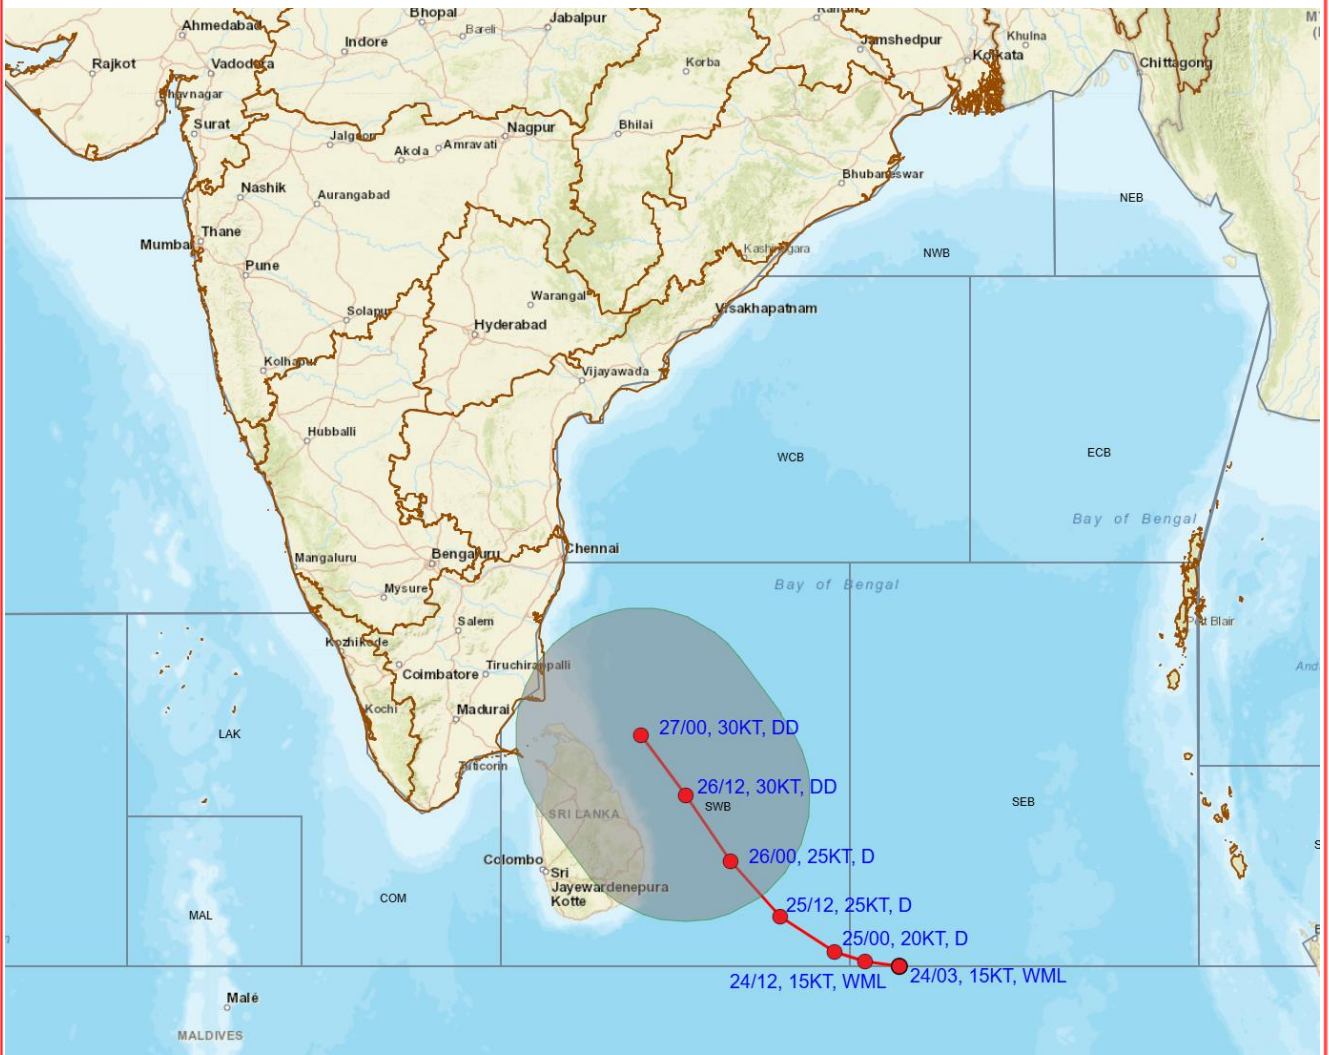 Bhopal
Jabalpur
Ahmedabad
Bareli
Indore
Jamshedpur
Khulna
Kolkata
Rajkot
Vadodara
Korba
Chittagong
Bhavnagar
Surat
Jalgaon
Nagpur
Bhilai
Akola
Amravati
Nashik
Aurangabad
Bhubaneswar
NEB
Thane
Mumbai
Kashinagara
NWB
Pune
Warangal
Solapur
Hyderabad
Visakhapatnam
Kolhapur
Vijayawada
Hubballi
WCB
ECB
Bay of Bengal
Chennai
Mangaluru
Bengaluru
Mysuru
Bay of Bengal
Salem
Port Blair
Kozhikode
Tiruchirappalli
Coimbatore
Kochi
Madurai
LAK
27/00, 30KT, DD
Tuticorin
26/12, 30KT, DD
SWB
SEB
SRI LANKA
26/00, 25KT, D
Colombo
Sri
Jayewardenepura
Kotte
COM
MAL
25/12, 25KT, D
25/00, 20KT, D
24/12, 15KT, WML
24/03, 15KT, WML
Malé
MALDIVES